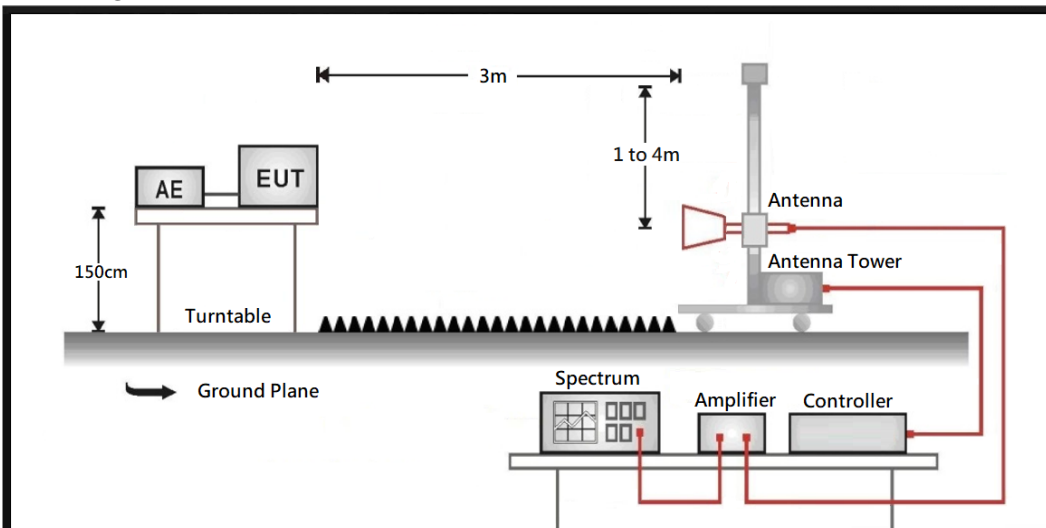 3m
1 to 4m
AE
EUT
Antenna
150cm
Antenna Tower
Turntable
Ground Plane
Spectrum
Amplifier
Controller